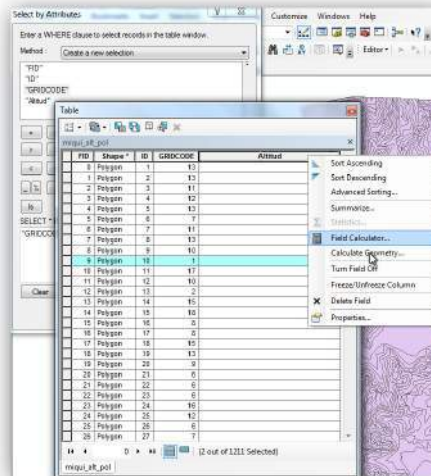 Select by Attributes
Customize Windows Help
Enter a WHERE clause to select records in the table window.
Method : Create a new selection
"FID"
"ID"
"GRIDCODE"
"Altitud"
Editor
Table
miqui_alt_pol
FID Shape * ID GRIDCODE Altitud
0 Polygon 1 13
1 Polygon 2 13
2 Polygon 3 11
3 Polygon 4 12
4 Polygon 5 13
5 Polygon 6 7
6 Polygon 7 11
7 Polygon 8 13
8 Polygon 9 10
9 Polygon 10 1
10 Polygon 11 17
11 Polygon 12 10
12 Polygon 13 2
13 Polygon 14 15
14 Polygon 15 18
15 Polygon 16 8
16 Polygon 17 8
17 Polygon 18 15
18 Polygon 19 13
19 Polygon 20 9
20 Polygon 21 8
21 Polygon 22 6
22 Polygon 23 6
23 Polygon 24 16
24 Polygon 25 12
25 Polygon 26 6
26 Polygon 27 7
Sort Ascending
Sort Descending
Advanced Sorting...
Summarize...
Statistics...
Field Calculator...
Calculate Geometry...
Turn Field Off
Freeze/Unfreeze Column
Delete Field
Properties...
Is
SELECT *
"GRIDCO
Clear
0
(2 out of 1211 Selected)
miqui_alt_pol